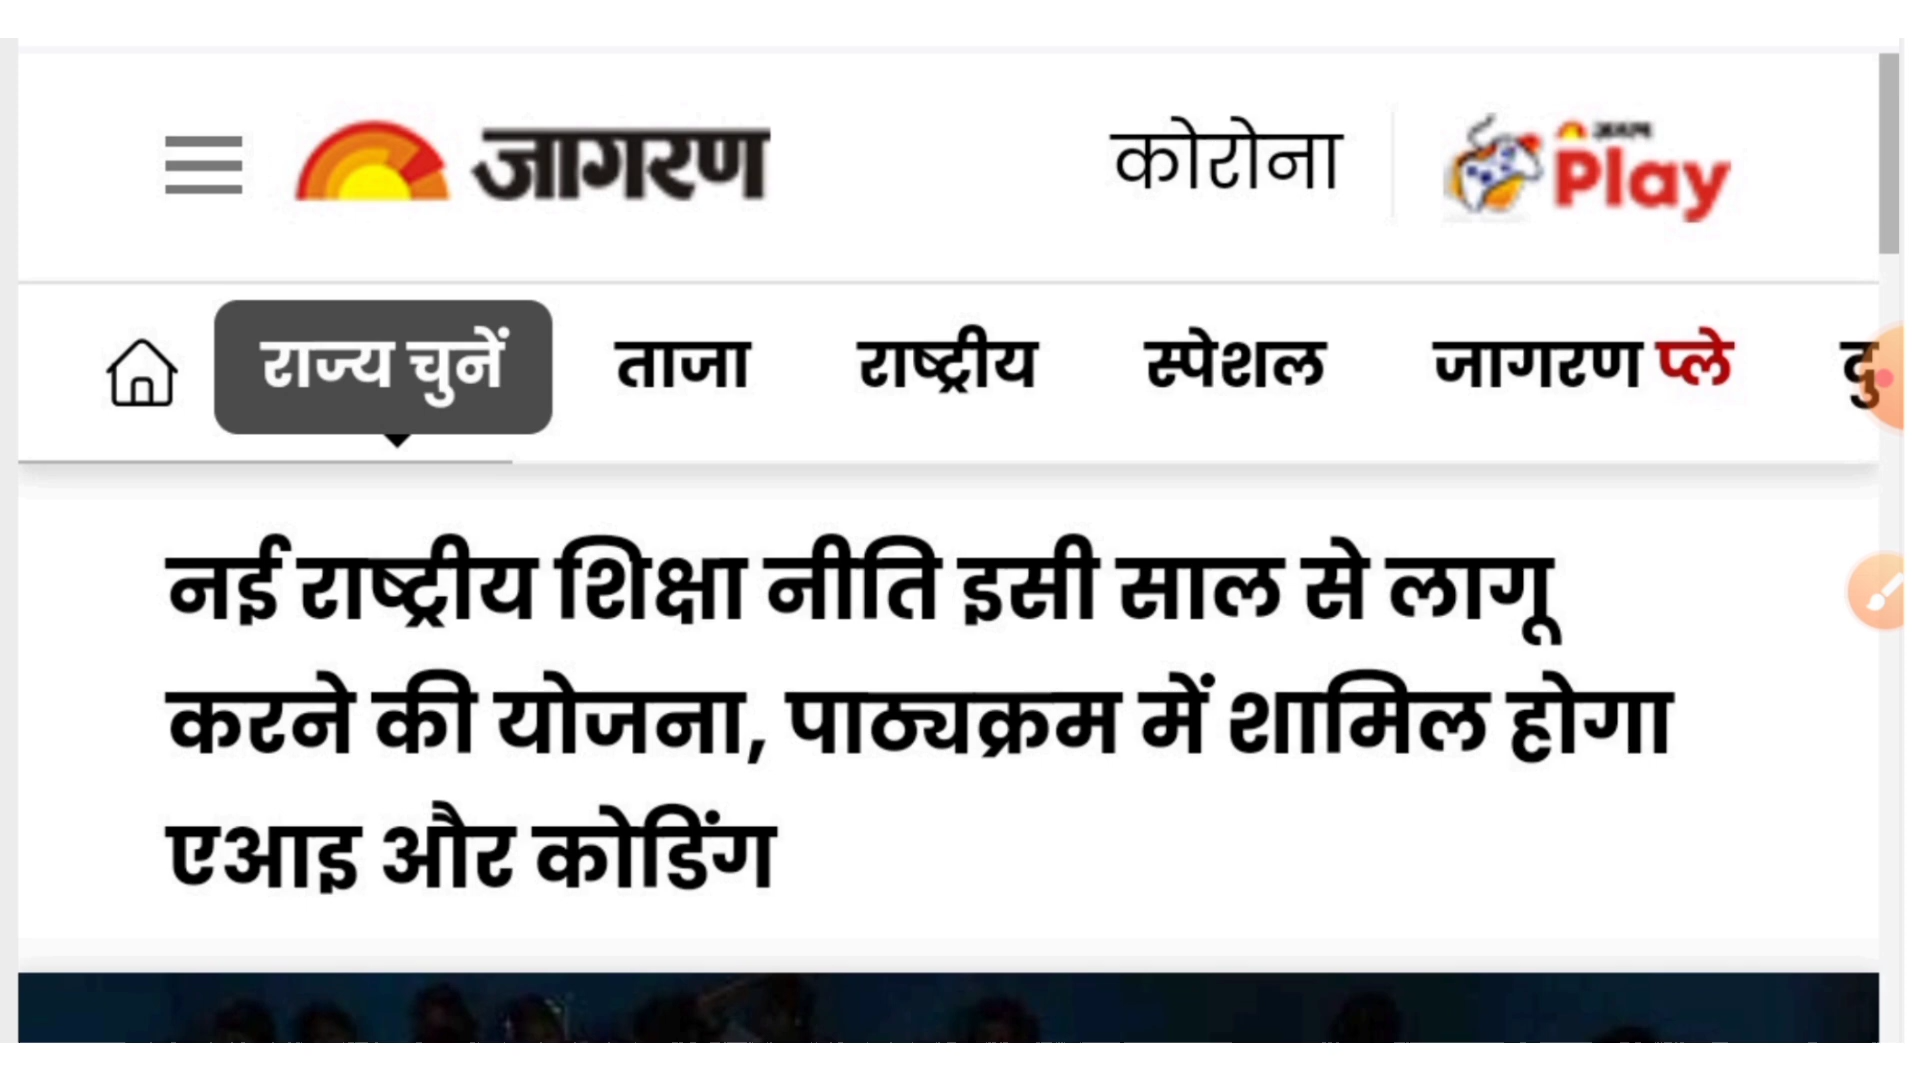 जागरण
कोरोना
Play
राज्य चुनें ताजा राष्ट्रीय स्पेशल जागरण प्ले
नई राष्ट्रीय शिक्षा नीति इसी साल से लागू
करने की योजना, पाठ्यक्रम में शामिल होगा
एआइ और कोडिंग